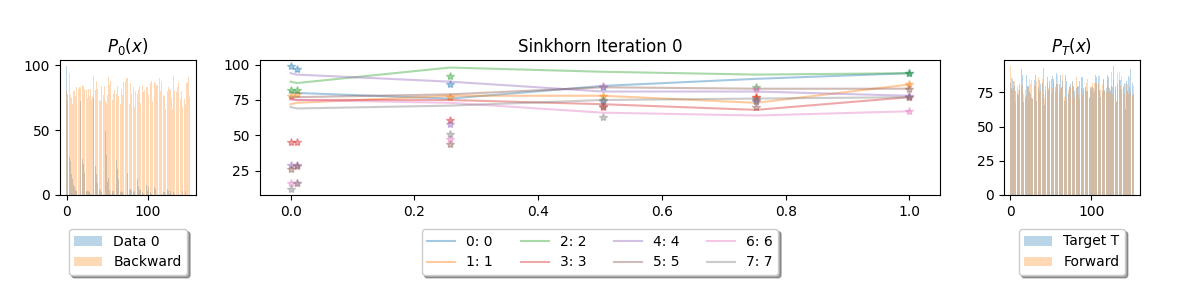 P₀(x)
Sinkhorn Iteration 0
P_T(x)
100
50
0
0 100
Data 0
Backward
100
75
50
25
0.0 0.2 0.4 0.6 0.8 1.0
0: 0 2: 2 4: 4 6: 6
1: 1 3: 3 5: 5 7: 7
75
50
25
0
0 100
Target T
Forward